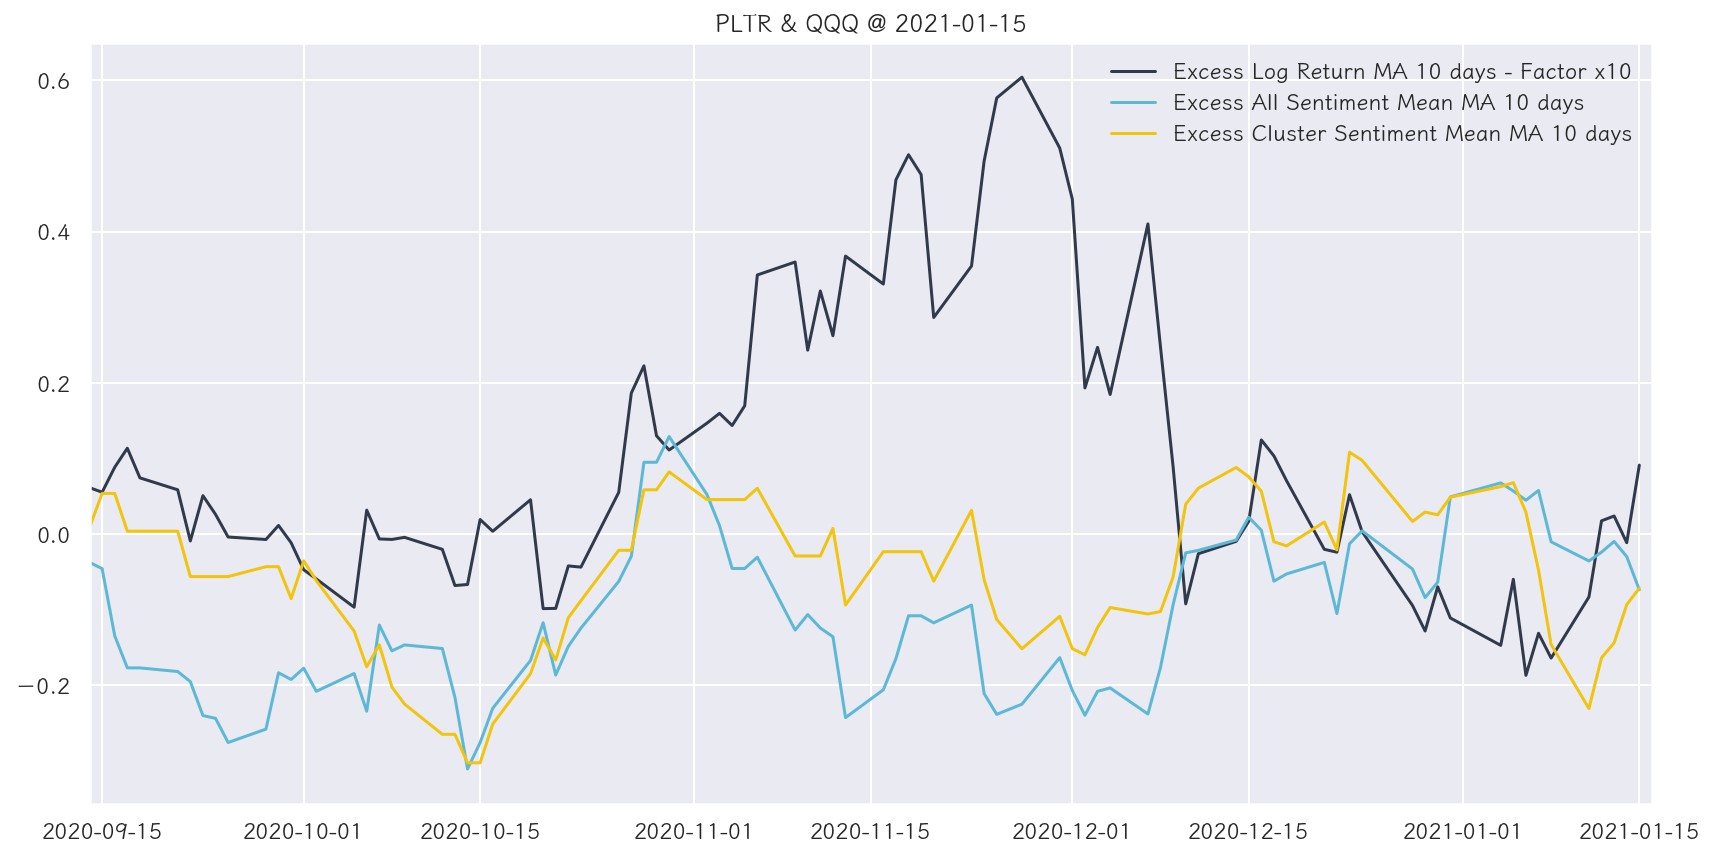 PLTR & QQQ @ 2021-01-15
Excess Log Return MA 10 days - Factor x10
Excess All Sentiment Mean MA 10 days
Excess Cluster Sentiment Mean MA 10 days
0.6
0.4
0.2
0.0
−0.2
2020-09-15 2020-10-01 2020-10-15 2020-11-01 2020-11-15 2020-12-01 2020-12-15 2021-01-01 2021-01-15